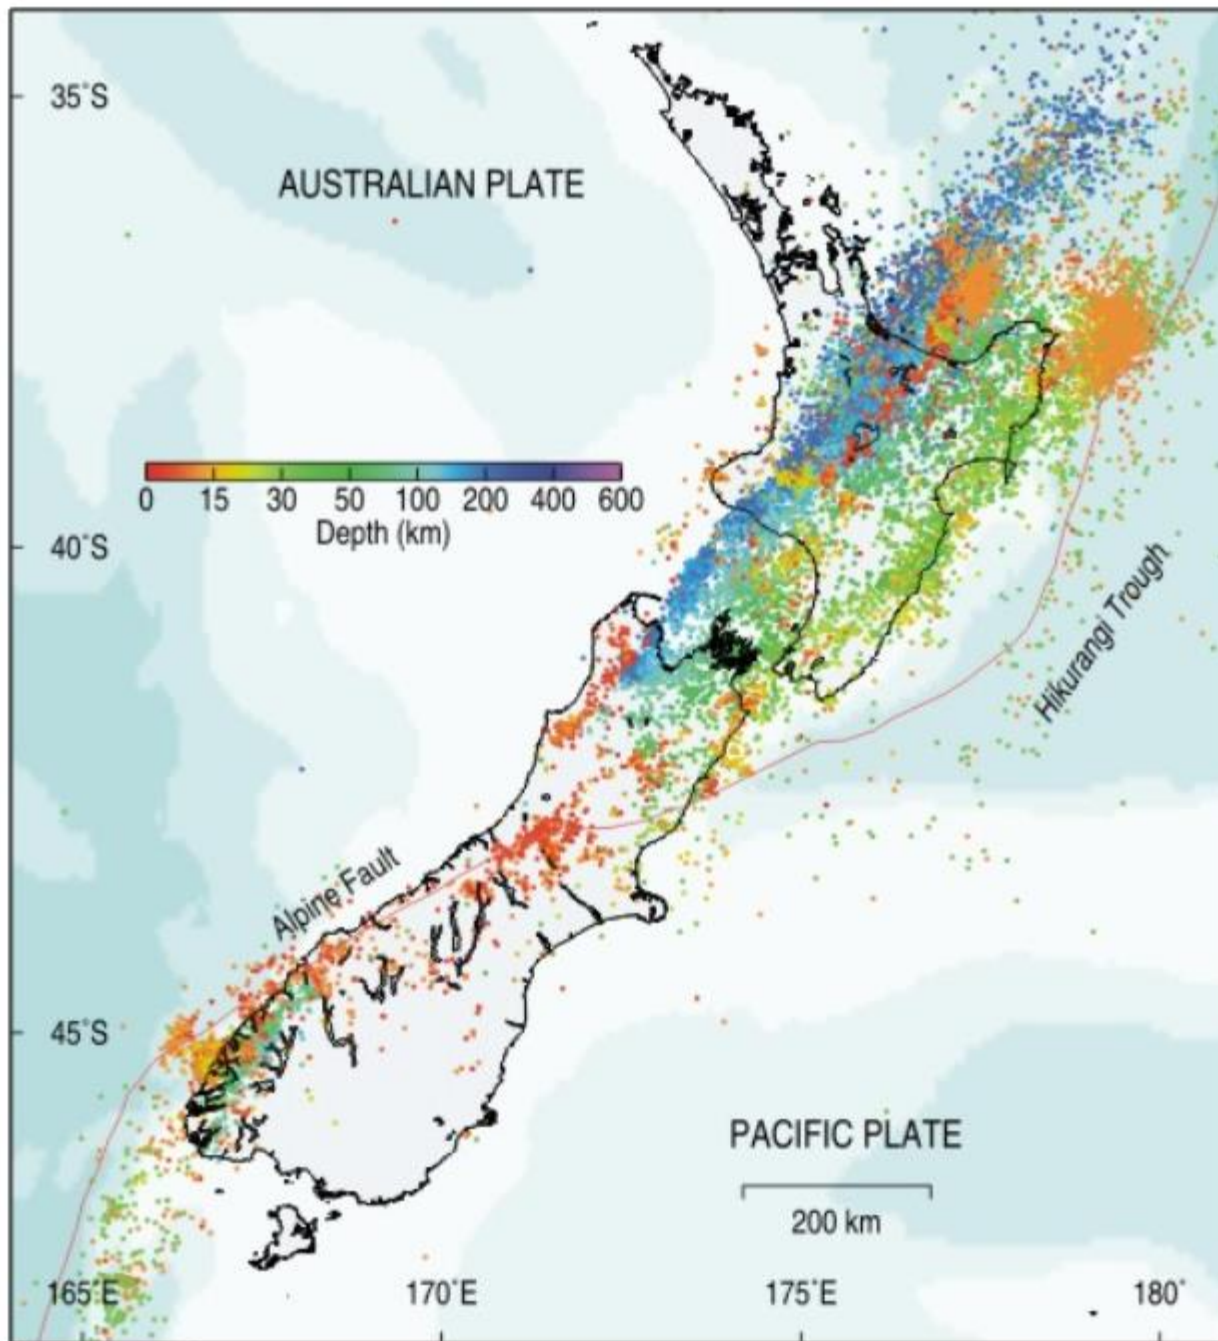 35°S
AUSTRALIAN PLATE
0 15 30 50 100 200 400 600
Depth (km)
40°S
Hikurangi Trough
Alpine Fault
45°S
PACIFIC PLATE
200 km
165°E 170°E 175°E 180°